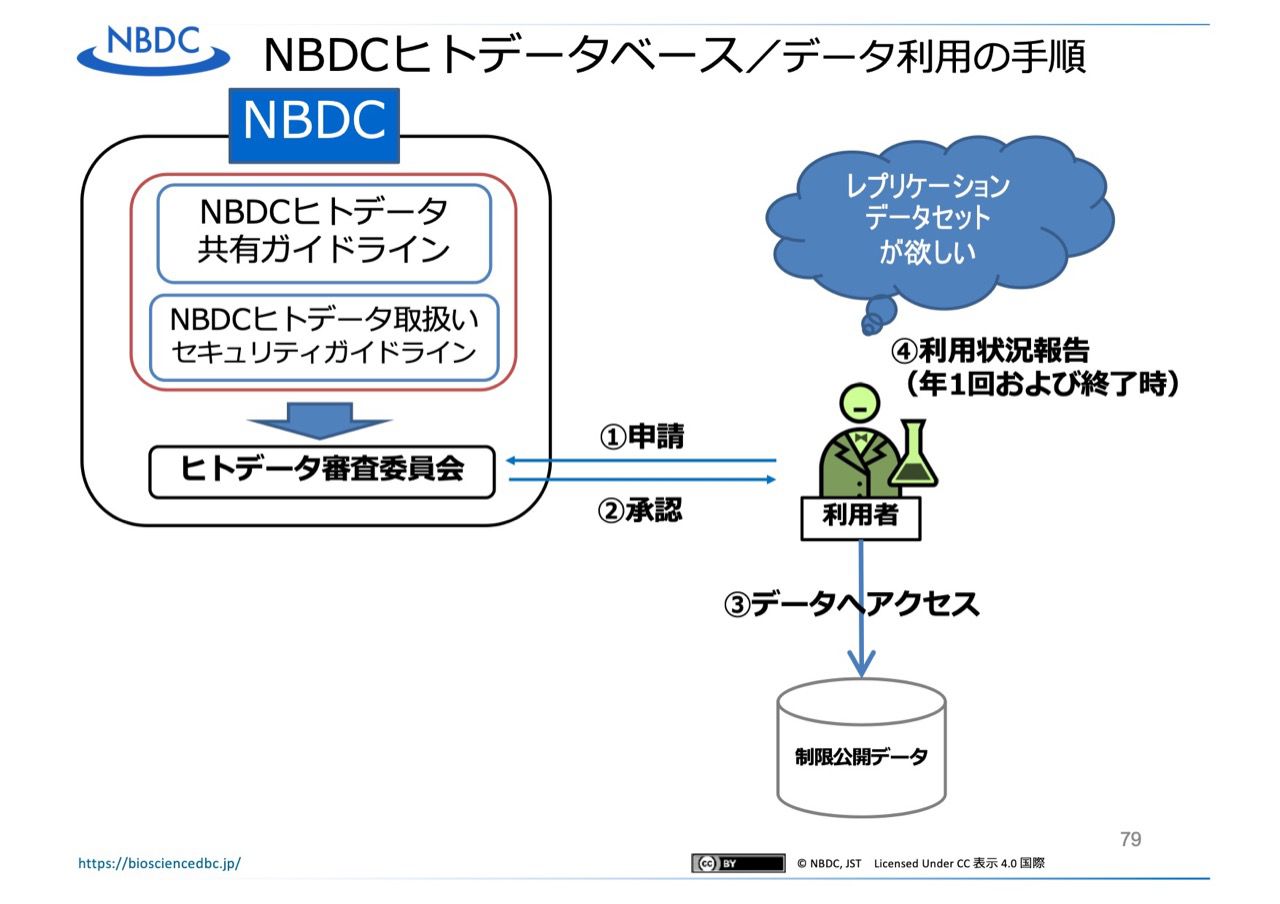 NBDC
NBDCヒトデータベース／データ利用の手順
NBDC
NBDCヒトデータ
共有ガイドライン
NBDCヒトデータ取扱い
セキュリティガイドライン
ヒトデータ審査委員会
①申請
②承認
レプリケーション
データセット
が欲しい
④利用状況報告
（年1回および終了時）
利用者
③データへアクセス
制限公開データ
79
https://biosciencedbc.jp/
cc BY
© NBDC, JST Licensed Under CC 表示 4.0 国際